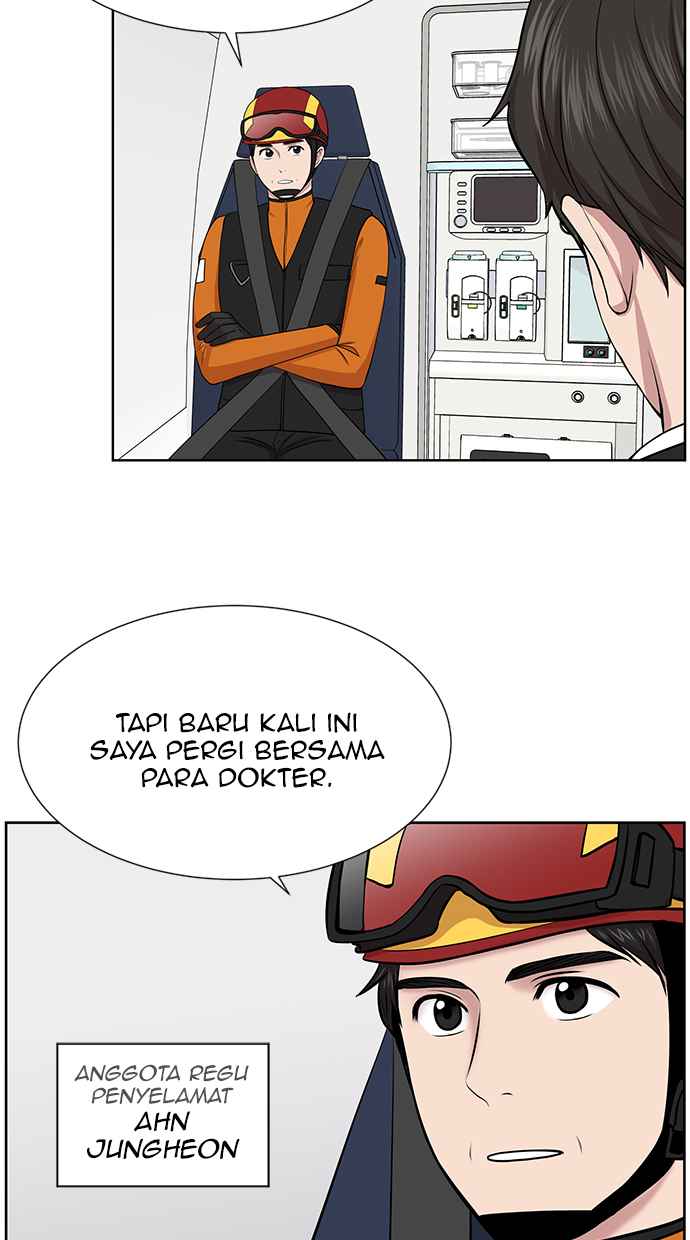 TAPI BARU KALI INI
SAYA PERGI BERSAMA
PARA DOKTER.
ANGGOTA REGU
PENYELAMAT
AHN
JUNGHEON